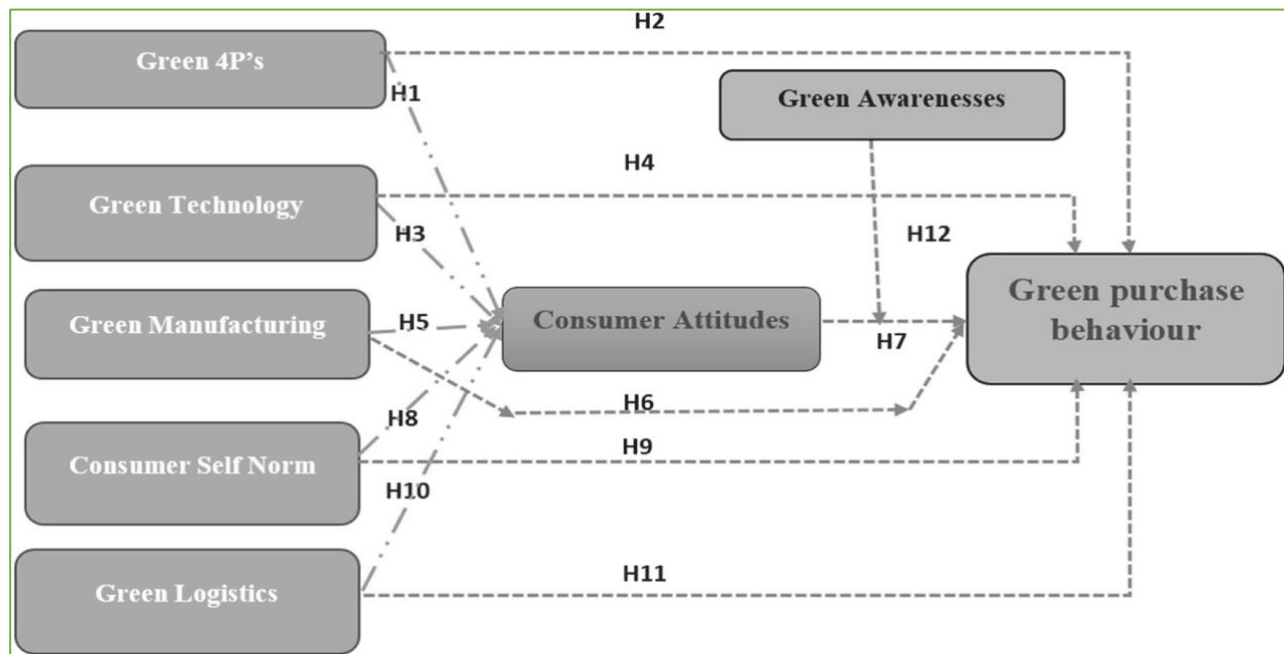 H2
Green 4P’s
H1
Green Awarenesses
H4
Green Technology
H3
H12
Green purchase
behaviour
Green Manufacturing
H5
Consumer Attitudes
H7
H6
H8
H9
Consumer Self Norm
H10
H11
Green Logistics